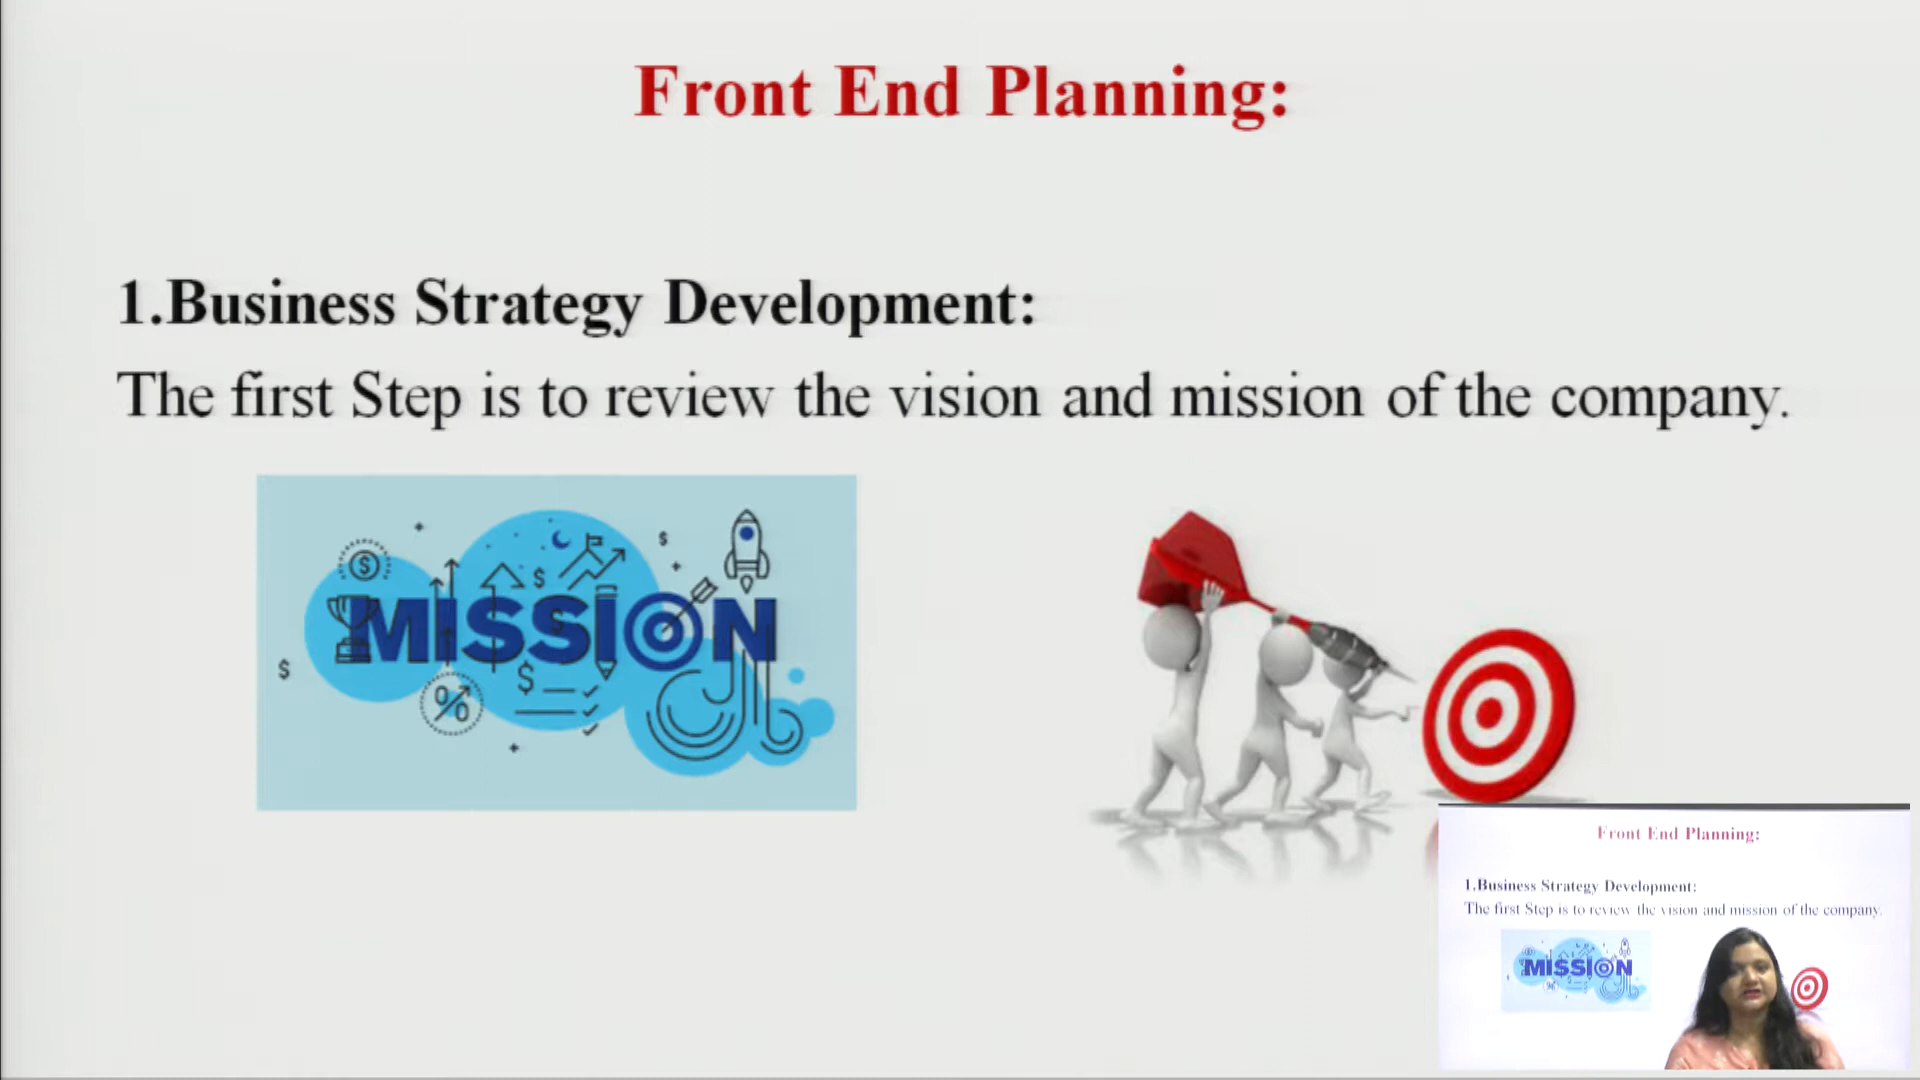 Front End Planning:
1.Business Strategy Development:
The first Step is to review the vision and mission of the company.
$
$
$
MISSION
$
$
%
Front End Planning:
1.Business Strategy Development:
The first Step is to review the vision and mission of the company.
MISSION